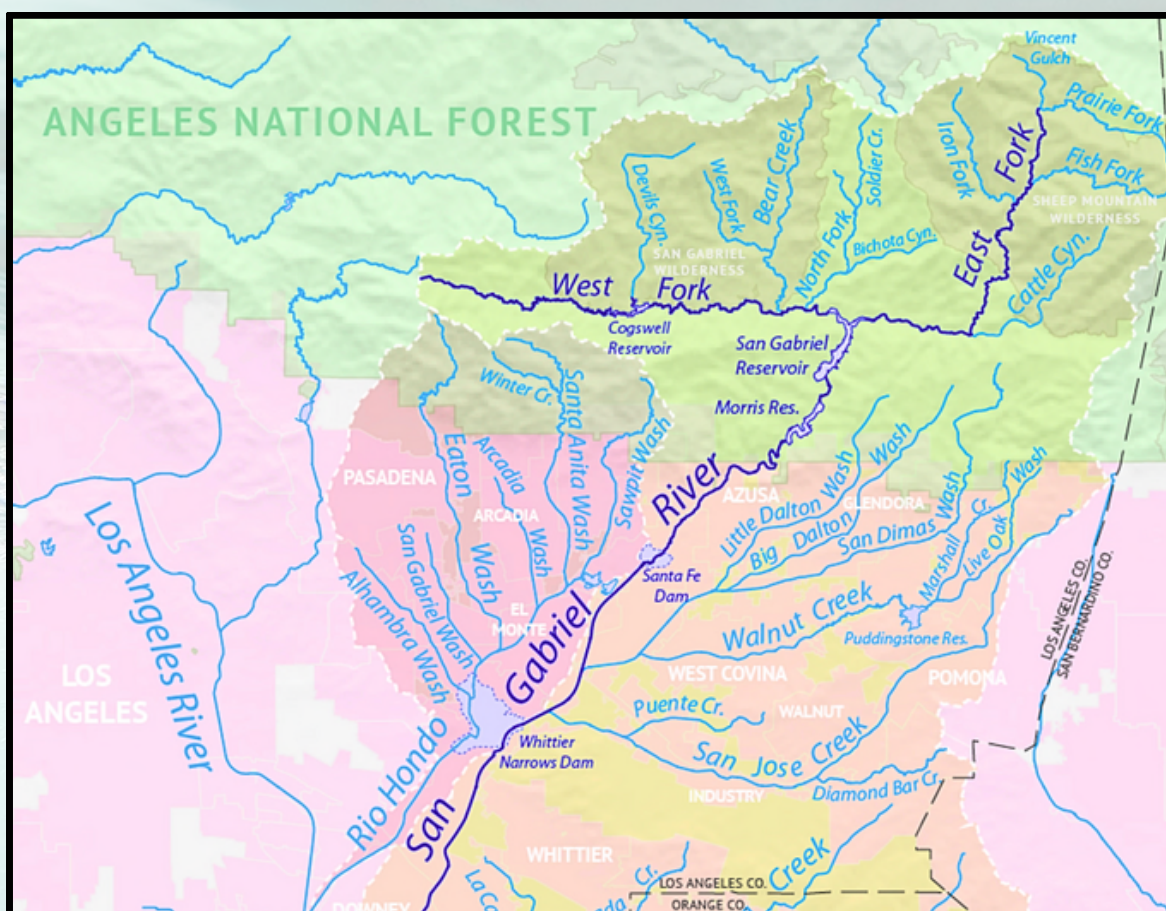 Vincent
Gulch
ANGELES NATIONAL FOREST
Prairie Fork
Iron Fork
Fork
Bear Creek
Soldier Cr.
West Fork
Devils Cyn.
Fish Fork
SHEEP MOUNTAIN
WILDERNESS
North Fork
Bichota Cyn.
East
Cattle Cyn.
SAN GABRIEL
WILDERNESS
West Fork
Cogswell
Reservoir
San Gabriel
Reservoir
Morris Res.
Winter Cr.
Santa Anita Wash
Sawpit Wash
Eaton
Wash
Arcadia
Wash
PASADENA
ARCADIA
River
AZUSA
GLENDORA
Little Dalton Wash
Big Dalton Wash
San Dimas Wash
Marshall Cr.
Live Oak Wash
Los Angeles River
San Gabriel Wash
Alhambra Wash
Santa Fe
Dam
EL
MONTE
Gabriel
Walnut Creek
Puddingstone Res.
LOS ANGELES CO.
SAN BERNARDINO CO.
LOS
ANGELES
WEST COVINA
POMONA
Puente Cr.
WALNUT
San Jose Creek
Whittier
Narrows Dam
Rio Hondo
San
INDUSTRY
Diamond Bar Cr.
WHITTIER
Creek
La Co
da Cr.
LOS ANGELES CO.
ORANGE CO.
DOWNEY